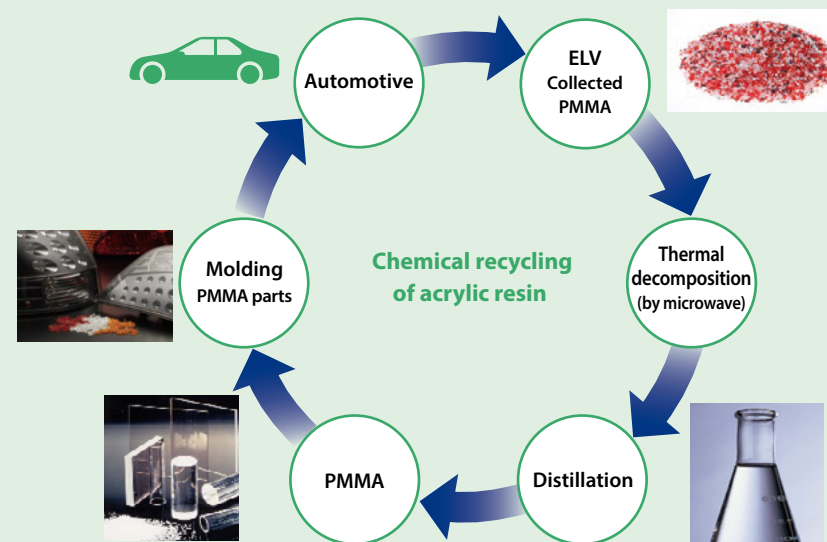 Automotive
ELV
Collected
PMMA
Thermal
decomposition
(by microwave)
Distillation
PMMA
Molding
PMMA parts
Chemical recycling
of acrylic resin